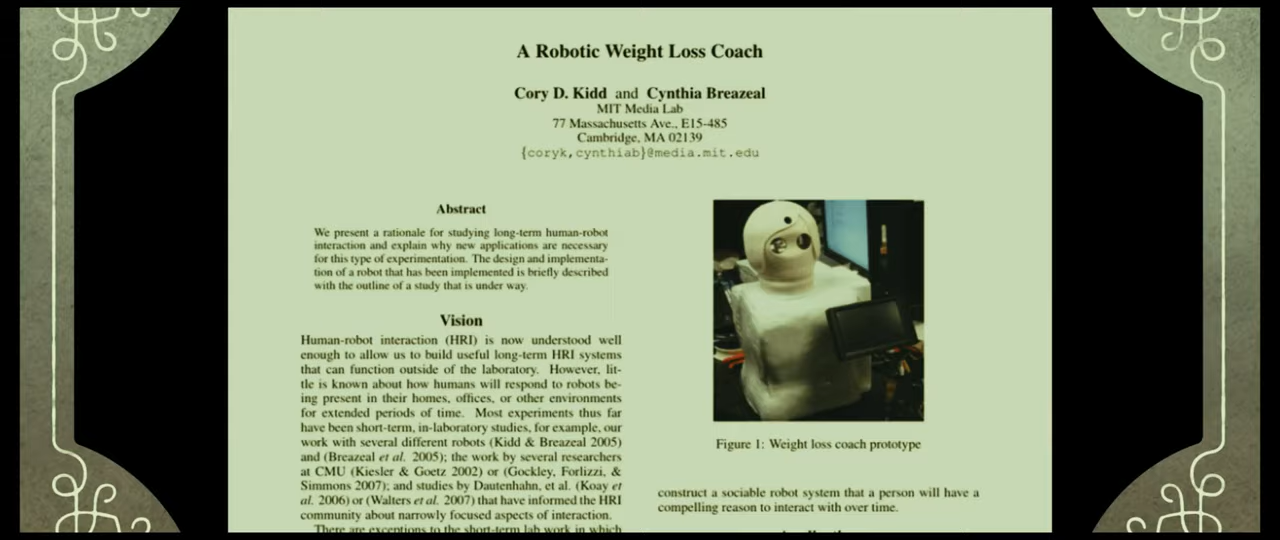 A Robotic Weight Loss Coach
Cory D. Kidd and Cynthia Breazeal
MIT Media Lab
77 Massachusetts Ave., E15-485
Cambridge, MA 02139
{coryk,cynthiab}@media.mit.edu
Abstract
We present a rationale for studying long-term human-robot
interaction and explain why new applications are necessary
for this type of experimentation. The design and implementa-
tion of a robot that has been implemented is briefly described
with the outline of a study that is under way.
Vision
Human-robot interaction (HRI) is now understood well
enough to allow us to build useful long-term HRI systems
that can function outside of the laboratory. However, lit-
tle is known about how humans will respond to robots be-
ing present in their homes, offices, or other environments
for extended periods of time. Most experiments thus far
have been short-term, in-laboratory studies, for example, our
work with several different robots (Kidd & Breazeal 2005)
and (Breazeal et al. 2005); the work by several researchers
at CMU (Kiesler & Goetz 2002) or (Gockley, Forlizzi, &
Simmons 2007); and studies by Dautenhahn, et al. (Koay et
al. 2006) or (Walters et al. 2007) that have informed the HRI
community about narrowly focused aspects of interaction.
There are exceptions to the short-term lab work in which
Figure 1: Weight loss coach prototype
construct a sociable robot system that a person will have a
compelling reason to interact with over time.